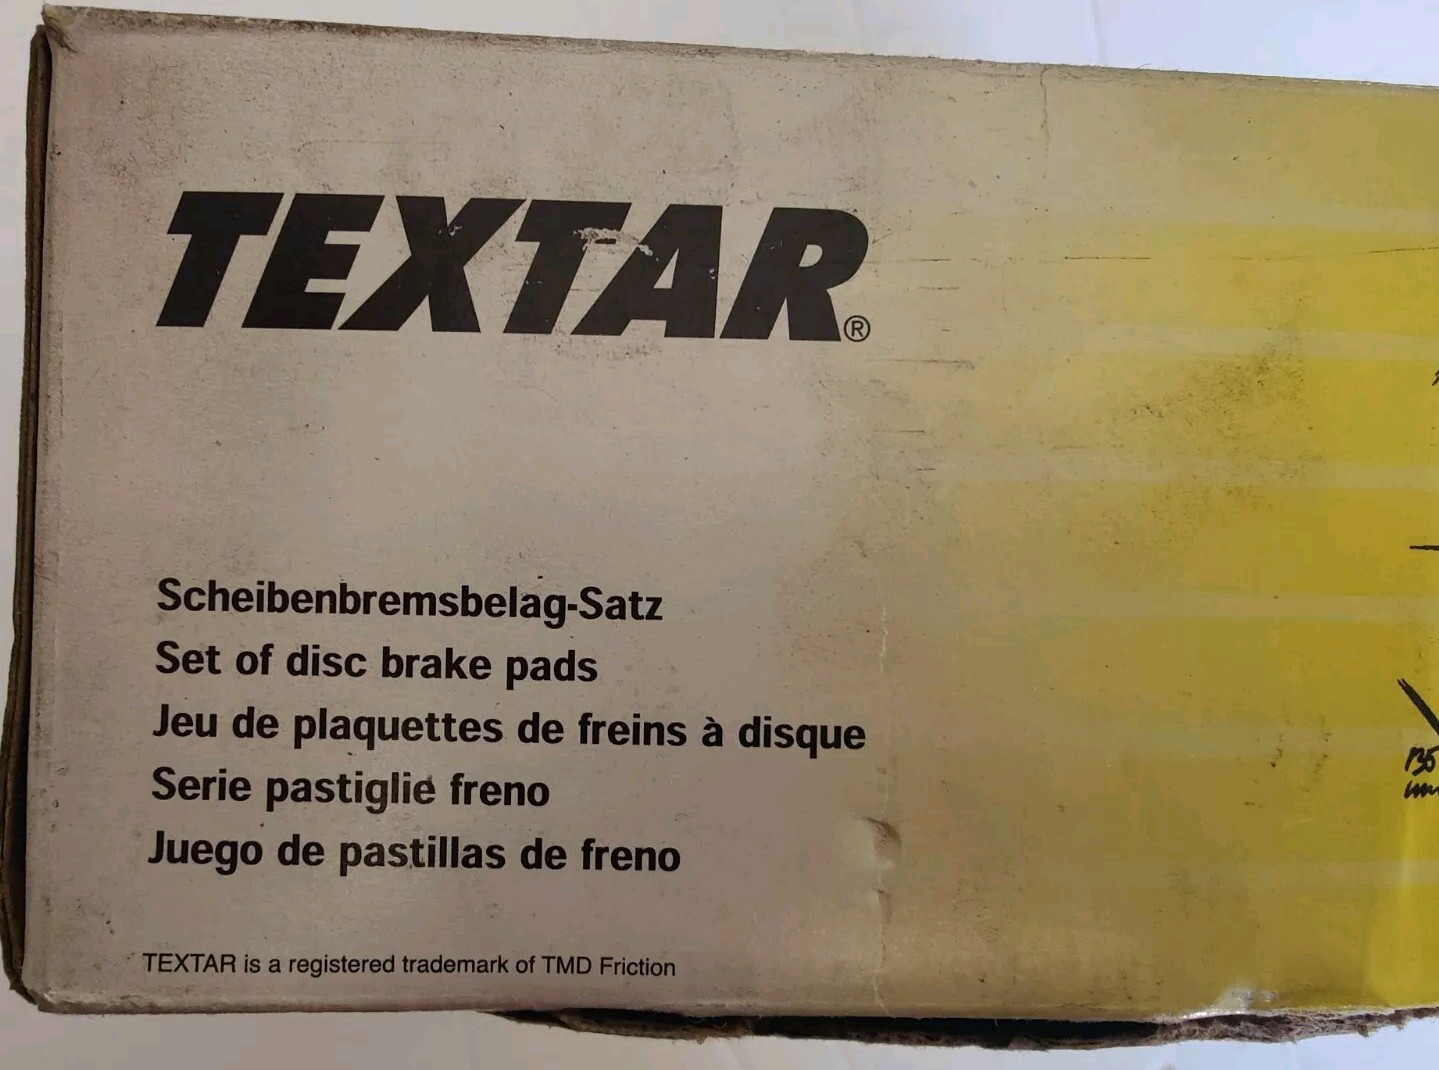 TEXTAR®
Scheibenbremsbelag-Satz
Set of disc brake pads
Jeu de plaquettes de freins à disque
Serie pastiglie freno
Juego de pastillas de freno
TEXTAR is a registered trademark of TMD Friction